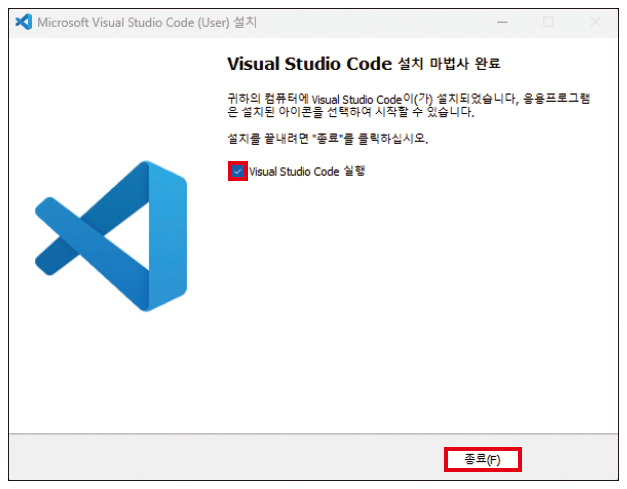 Microsoft Visual Studio Code (User) 설치
Visual Studio Code 설치 마법사 완료
귀하의 컴퓨터에 Visual Studio Code이(가) 설치되었습니다, 응용프로그램
은 설치된 아이콘을 선택하여 시작할 수 있습니다.
설치를 끝내려면 "종료"를 클릭하십시오.
Visual Studio Code 실행
종료(F)